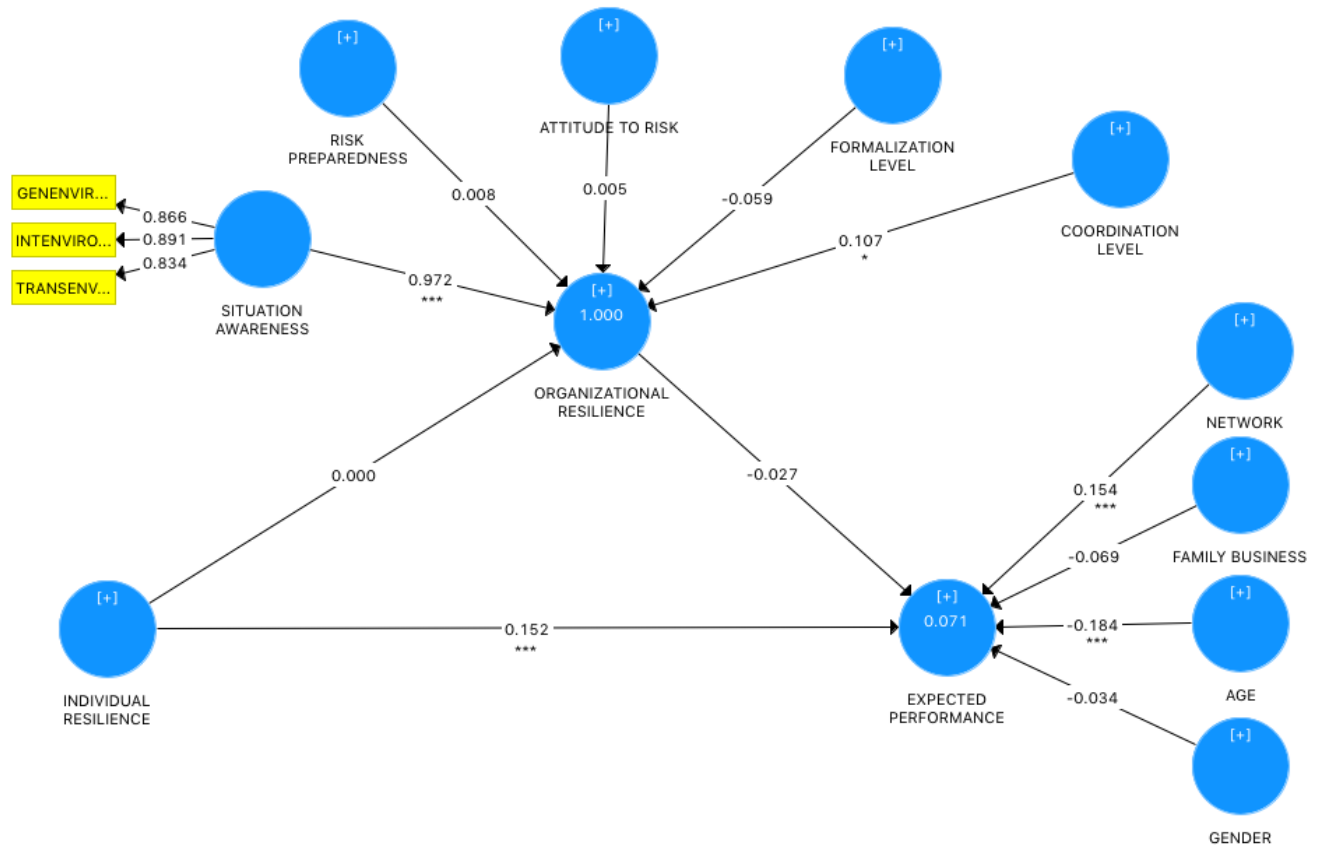 [+]
RISK
PREPAREDNESS
[+]
ATTITUDE TO RISK
[+]
FORMALIZATION
LEVEL
[+]
COORDINATION
LEVEL
GENENVIR...
INTENVIRO...
TRANSENV...
0.866
0.891
0.834
SITUATION
AWARENESS
0.008
0.005
-0.059
0.107
*
0.972
***
[+]
1.000
ORGANIZATIONAL
RESILIENCE
[+]
NETWORK
0.000
-0.027
0.154
***
[+]
FAMILY BUSINESS
-0.069
[+]
INDIVIDUAL
RESILIENCE
0.152
***
[+]
0.071
EXPECTED
PERFORMANCE
-0.184
***
[+]
AGE
-0.034
[+]
GENDER